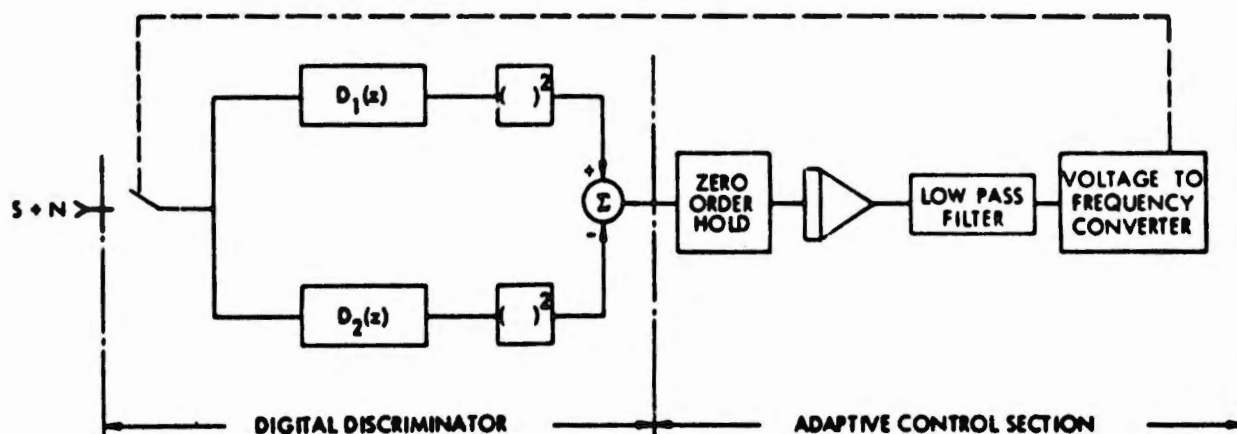 S + N
D1(z)
( )2
+
Σ
-
D2(z)
( )2
ZERO
ORDER
HOLD
LOW PASS
FILTER
VOLTAGE TO
FREQUENCY
CONVERTER
DIGITAL DISCRIMINATOR
ADAPTIVE CONTROL SECTION